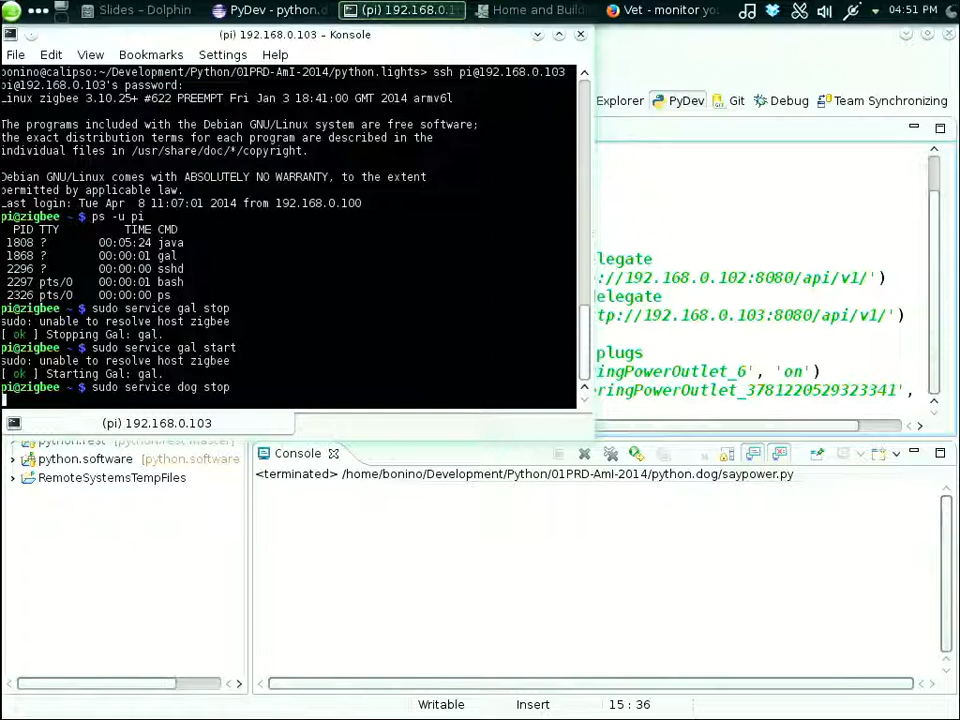 Slides – Dolphin
PyDev - python.d
(pi) 192.168.0.1
Home and Build
Vet - monitor you
04:51 PM
(pi) 192.168.0.103 – Konsole
File Edit View Bookmarks Settings Help
bonino@calipso:~/Development/Python/01PRD-AmI-2014/python.lights> ssh pi@192.168.0.103
pi@192.168.0.103's password:
Linux zigbee 3.10.25+ #622 PREEMPT Fri Jan 3 18:41:00 GMT 2014 armv6l
The programs included with the Debian GNU/Linux system are free software;
the exact distribution terms for each program are described in the
individual files in /usr/share/doc/*/copyright.
Debian GNU/Linux comes with ABSOLUTELY NO WARRANTY, to the extent
permitted by applicable law.
Last login: Tue Apr  8 11:07:01 2014 from 192.168.0.100
pi@zigbee ~ $ ps -u pi
PID TTY TIME CMD
1808 ? 00:05:24 java
1868 ? 00:00:01 gal
2296 ? 00:00:00 sshd
2297 pts/0 00:00:01 bash
2326 pts/0 00:00:00 ps
pi@zigbee ~ $ sudo service gal stop
sudo: unable to resolve host zigbee
[ ok ] Stopping Gal: gal.
pi@zigbee ~ $ sudo service gal start
sudo: unable to resolve host zigbee
[ ok ] Starting Gal: gal.
pi@zigbee ~ $ sudo service dog stop
(pi) 192.168.0.103
Explorer PyDev Git Debug Team Synchronizing
elegate
://192.168.0.102:8080/api/v1/')
delegate
tp://192.168.0.103:8080/api/v1/')
plugs
ingPowerOutlet_6', 'on')
eringPowerOutlet_3781220529323341',
python.rest [python.rest master]
python.software [python.software
RemoteSystemsTempFiles
Console
<terminated> /home/bonino/Development/Python/01PRD-AmI-2014/python.dog/saypower.py
Writable Insert 15 : 36